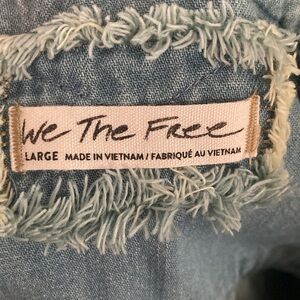 We The Free
LARGE MADE IN VIETNAM / FABRIQUÉ AU VIETNAM